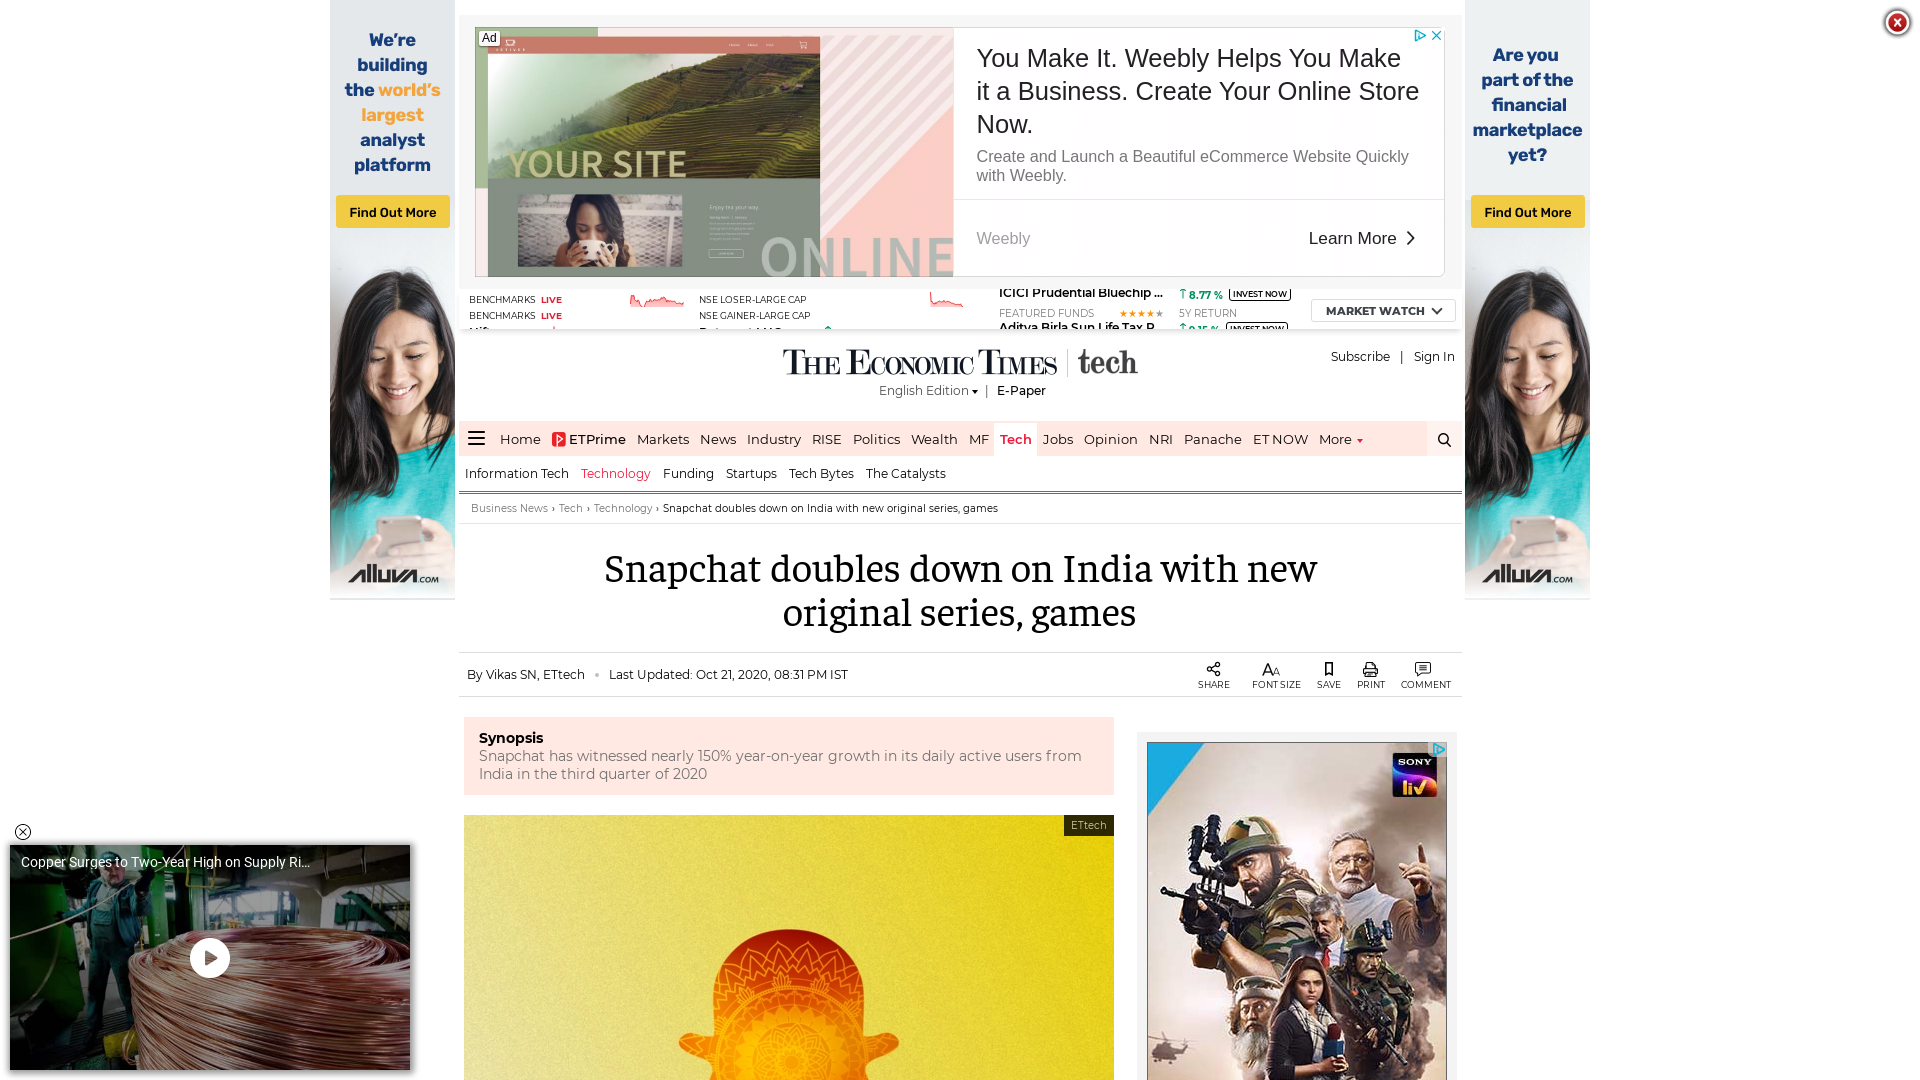 We're
building
the world's
largest
analyst
platform
Find Out More
alluva.com
Ad
YOUR SITE
ONLINE
You Make It. Weebly Helps You Make
it a Business. Create Your Online Store
Now.
Create and Launch a Beautiful eCommerce Website Quickly
with Weebly.
Weebly
Learn More
Are you
part of the
financial
marketplace
yet?
Find Out More
alluva.com
BENCHMARKS LIVE
BENCHMARKS LIVE
NSE LOSER-LARGE CAP
NSE GAINER-LARGE CAP
ICICI Prudential Bluechip ...
8.77 %
INVEST NOW
FEATURED FUNDS ★★★★★
5Y RETURN
Aditya Birla Sun Life Tax R
MARKET WATCH
THE ECONOMIC TIMES | tech
Subscribe | Sign In
English Edition | E-Paper
Home ETPrime Markets News Industry RISE Politics Wealth MF Tech Jobs Opinion NRI Panache ET NOW More
Information Tech Technology Funding Startups Tech Bytes The Catalysts
Business News › Tech › Technology › Snapchat doubles down on India with new original series, games
Snapchat doubles down on India with new
original series, games
By Vikas SN, ETtech • Last Updated: Oct 21, 2020, 08:31 PM IST
SHARE
FONT SIZE
SAVE
PRINT
COMMENT
Synopsis
Snapchat has witnessed nearly 150% year-on-year growth in its daily active users from
India in the third quarter of 2020
ETtech
SONY
liv
Copper Surges to Two-Year High on Supply Ri...